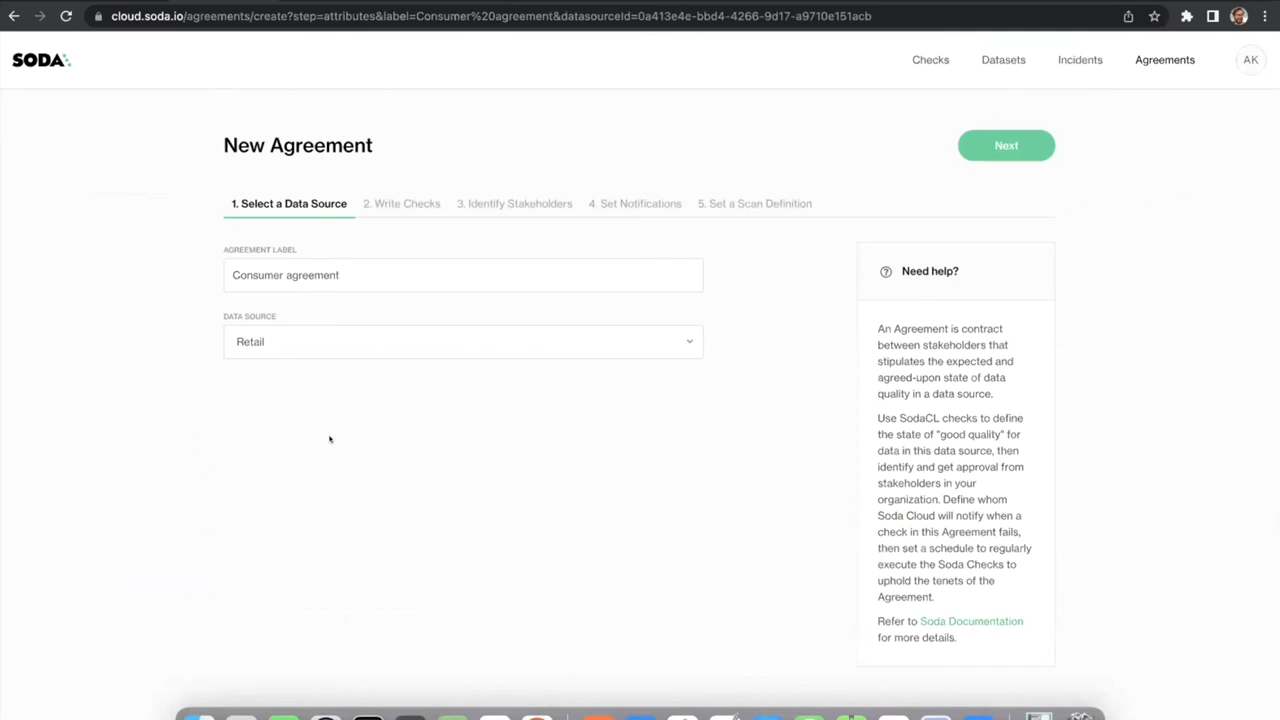 cloud.soda.io/agreements/create?step=attributes&label=Consumer%20agreement&datasourceId=0a413e4e-bbd4-4266-9d17-a9710e151acb
SODA
Checks
Datasets
Incidents
Agreements
AK
New Agreement
Next
1. Select a Data Source
2. Write Checks
3. Identify Stakeholders
4. Set Notifications
5. Set a Scan Definition
AGREEMENT LABEL
Consumer agreement
DATA SOURCE
Retail
? Need help?
An Agreement is contract
between stakeholders that
stipulates the expected and
agreed-upon state of data
quality in a data source.
Use SodaCL checks to define
the state of "good quality" for
data in this data source, then
identify and get approval from
stakeholders in your
organization. Define whom
Soda Cloud will notify when a
check in this Agreement fails,
then set a schedule to regularly
execute the Soda Checks to
uphold the tenets of the
Agreement.
Refer to Soda Documentation
for more details.